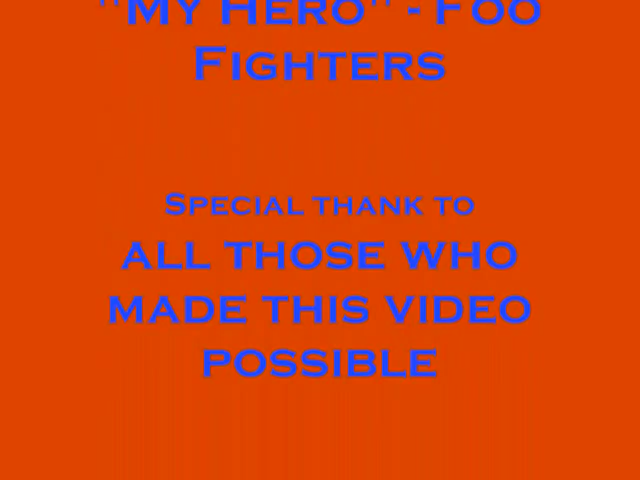 "My Hero" - Foo
Fighters
Special thank to
all those who
made this video
possible